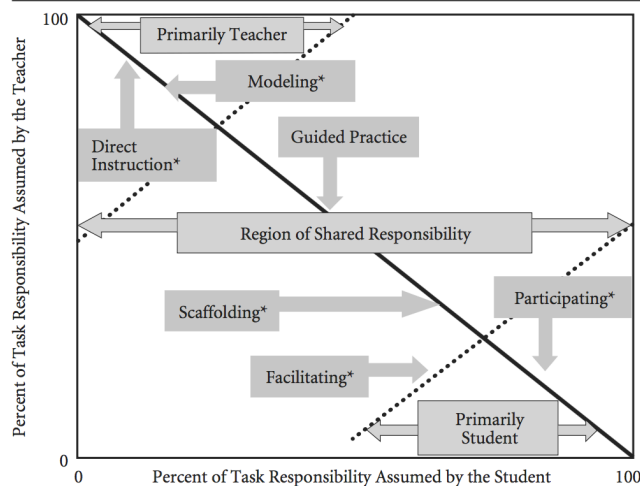 100
Primarily Teacher
Modeling*
Direct
Instruction*
Guided Practice
Region of Shared Responsibility
Scaffolding*
Participating*
Facilitating*
Primarily
Student
Percent of Task Responsibility Assumed by the Teacher
0
0
Percent of Task Responsibility Assumed by the Student
100